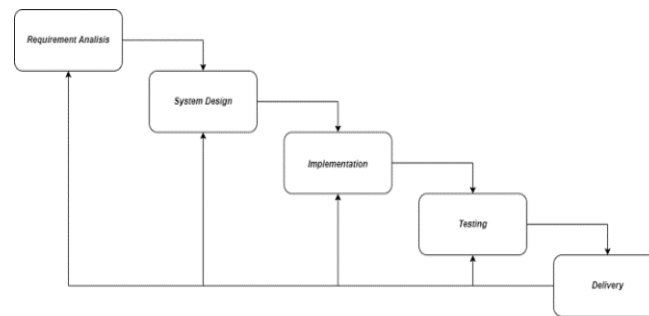 Requirement Analisis
System Design
Implementation
Testing
Delivery